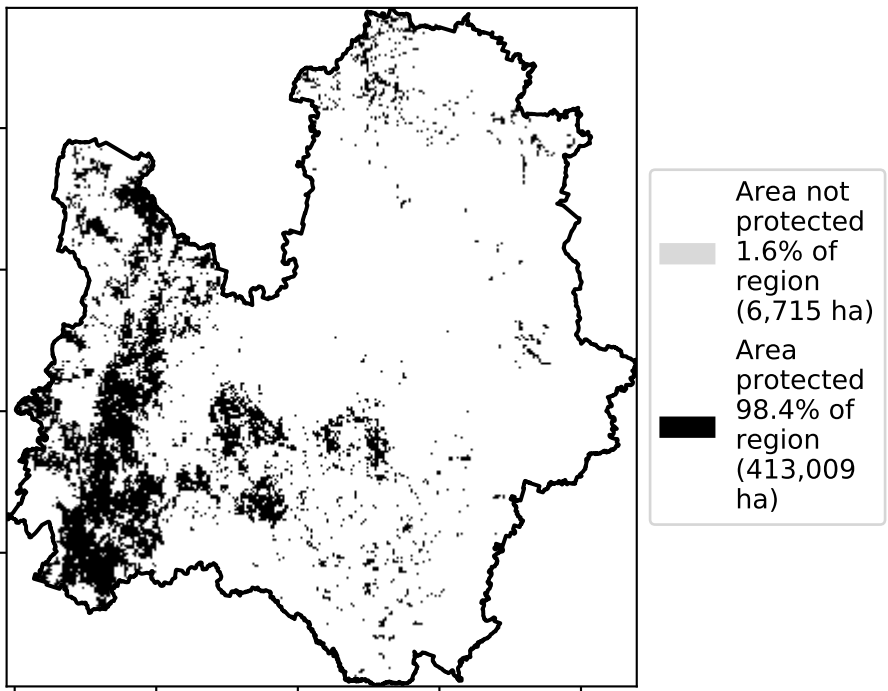 Area not
protected
1.6% of
region
(6,715 ha)
Area
protected
98.4% of
region
(413,009
ha)